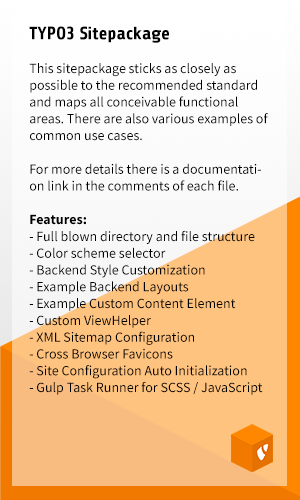 TYPO3 Sitepackage
This sitepackage sticks as closely as
possible to the recommended standard
and maps all conceivable functional
areas. There are also various examples of
common use cases.
For more details there is a documentati-
on link in the comments of each file.
Features:
- Full blown directory and file structure
- Color scheme selector
- Backend Style Customization
- Example Backend Layouts
- Example Custom Content Element
- Custom ViewHelper
- XML Sitemap Configuration
- Cross Browser Favicons
- Site Configuration Auto Initialization
- Gulp Task Runner for SCSS / JavaScript